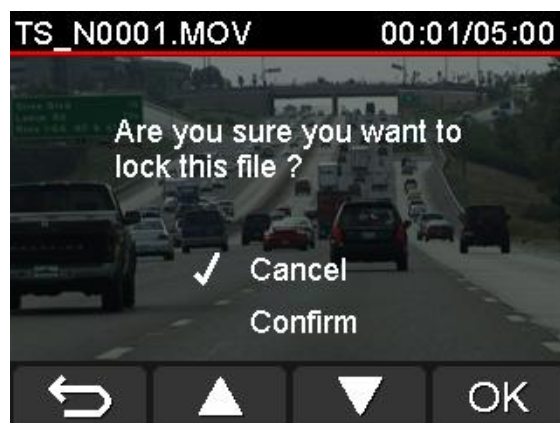 TS_N0001.MOV 00:01/05:00
Are you sure you want to
lock this file ?
Cancel
Confirm
OK